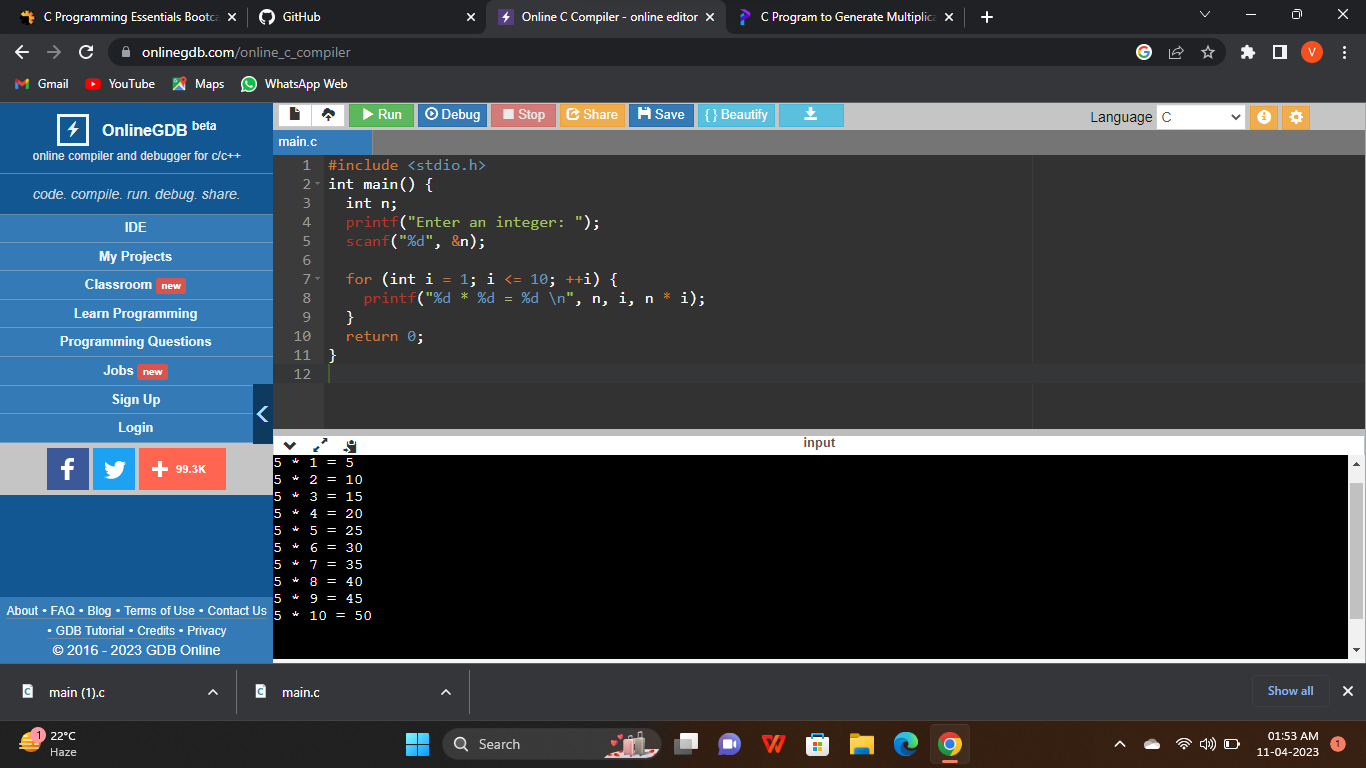 C Programming Essentials Bootca
GitHub
Online C Compiler - online editor
C Program to Generate Multiplica
onlinegdb.com/online_c_compiler
V
Gmail
YouTube
Maps
WhatsApp Web
OnlineGDB beta
online compiler and debugger for c/c++
code. compile. run. debug. share.
IDE
My Projects
Classroom new
Learn Programming
Programming Questions
Jobs new
Sign Up
Login
99.3K
About • FAQ • Blog • Terms of Use • Contact Us
• GDB Tutorial • Credits • Privacy
© 2016 - 2023 GDB Online
Run
Debug
Stop
Share
Save
{ } Beautify
Language C
main.c
1 #include <stdio.h>
2 int main() {
3 int n;
4 printf("Enter an integer: ");
5 scanf("%d", &n);
6
7 for (int i = 1; i <= 10; ++i) {
8 printf("%d * %d = %d \n", n, i, n * i);
9 }
10 return 0;
11 }
12
input
5 * 1 = 5
5 * 2 = 10
5 * 3 = 15
5 * 4 = 20
5 * 5 = 25
5 * 6 = 30
5 * 7 = 35
5 * 8 = 40
5 * 9 = 45
5 * 10 = 50
main (1).c
main.c
Show all
1
22°C
Haze
Search
01:53 AM
11-04-2023
1